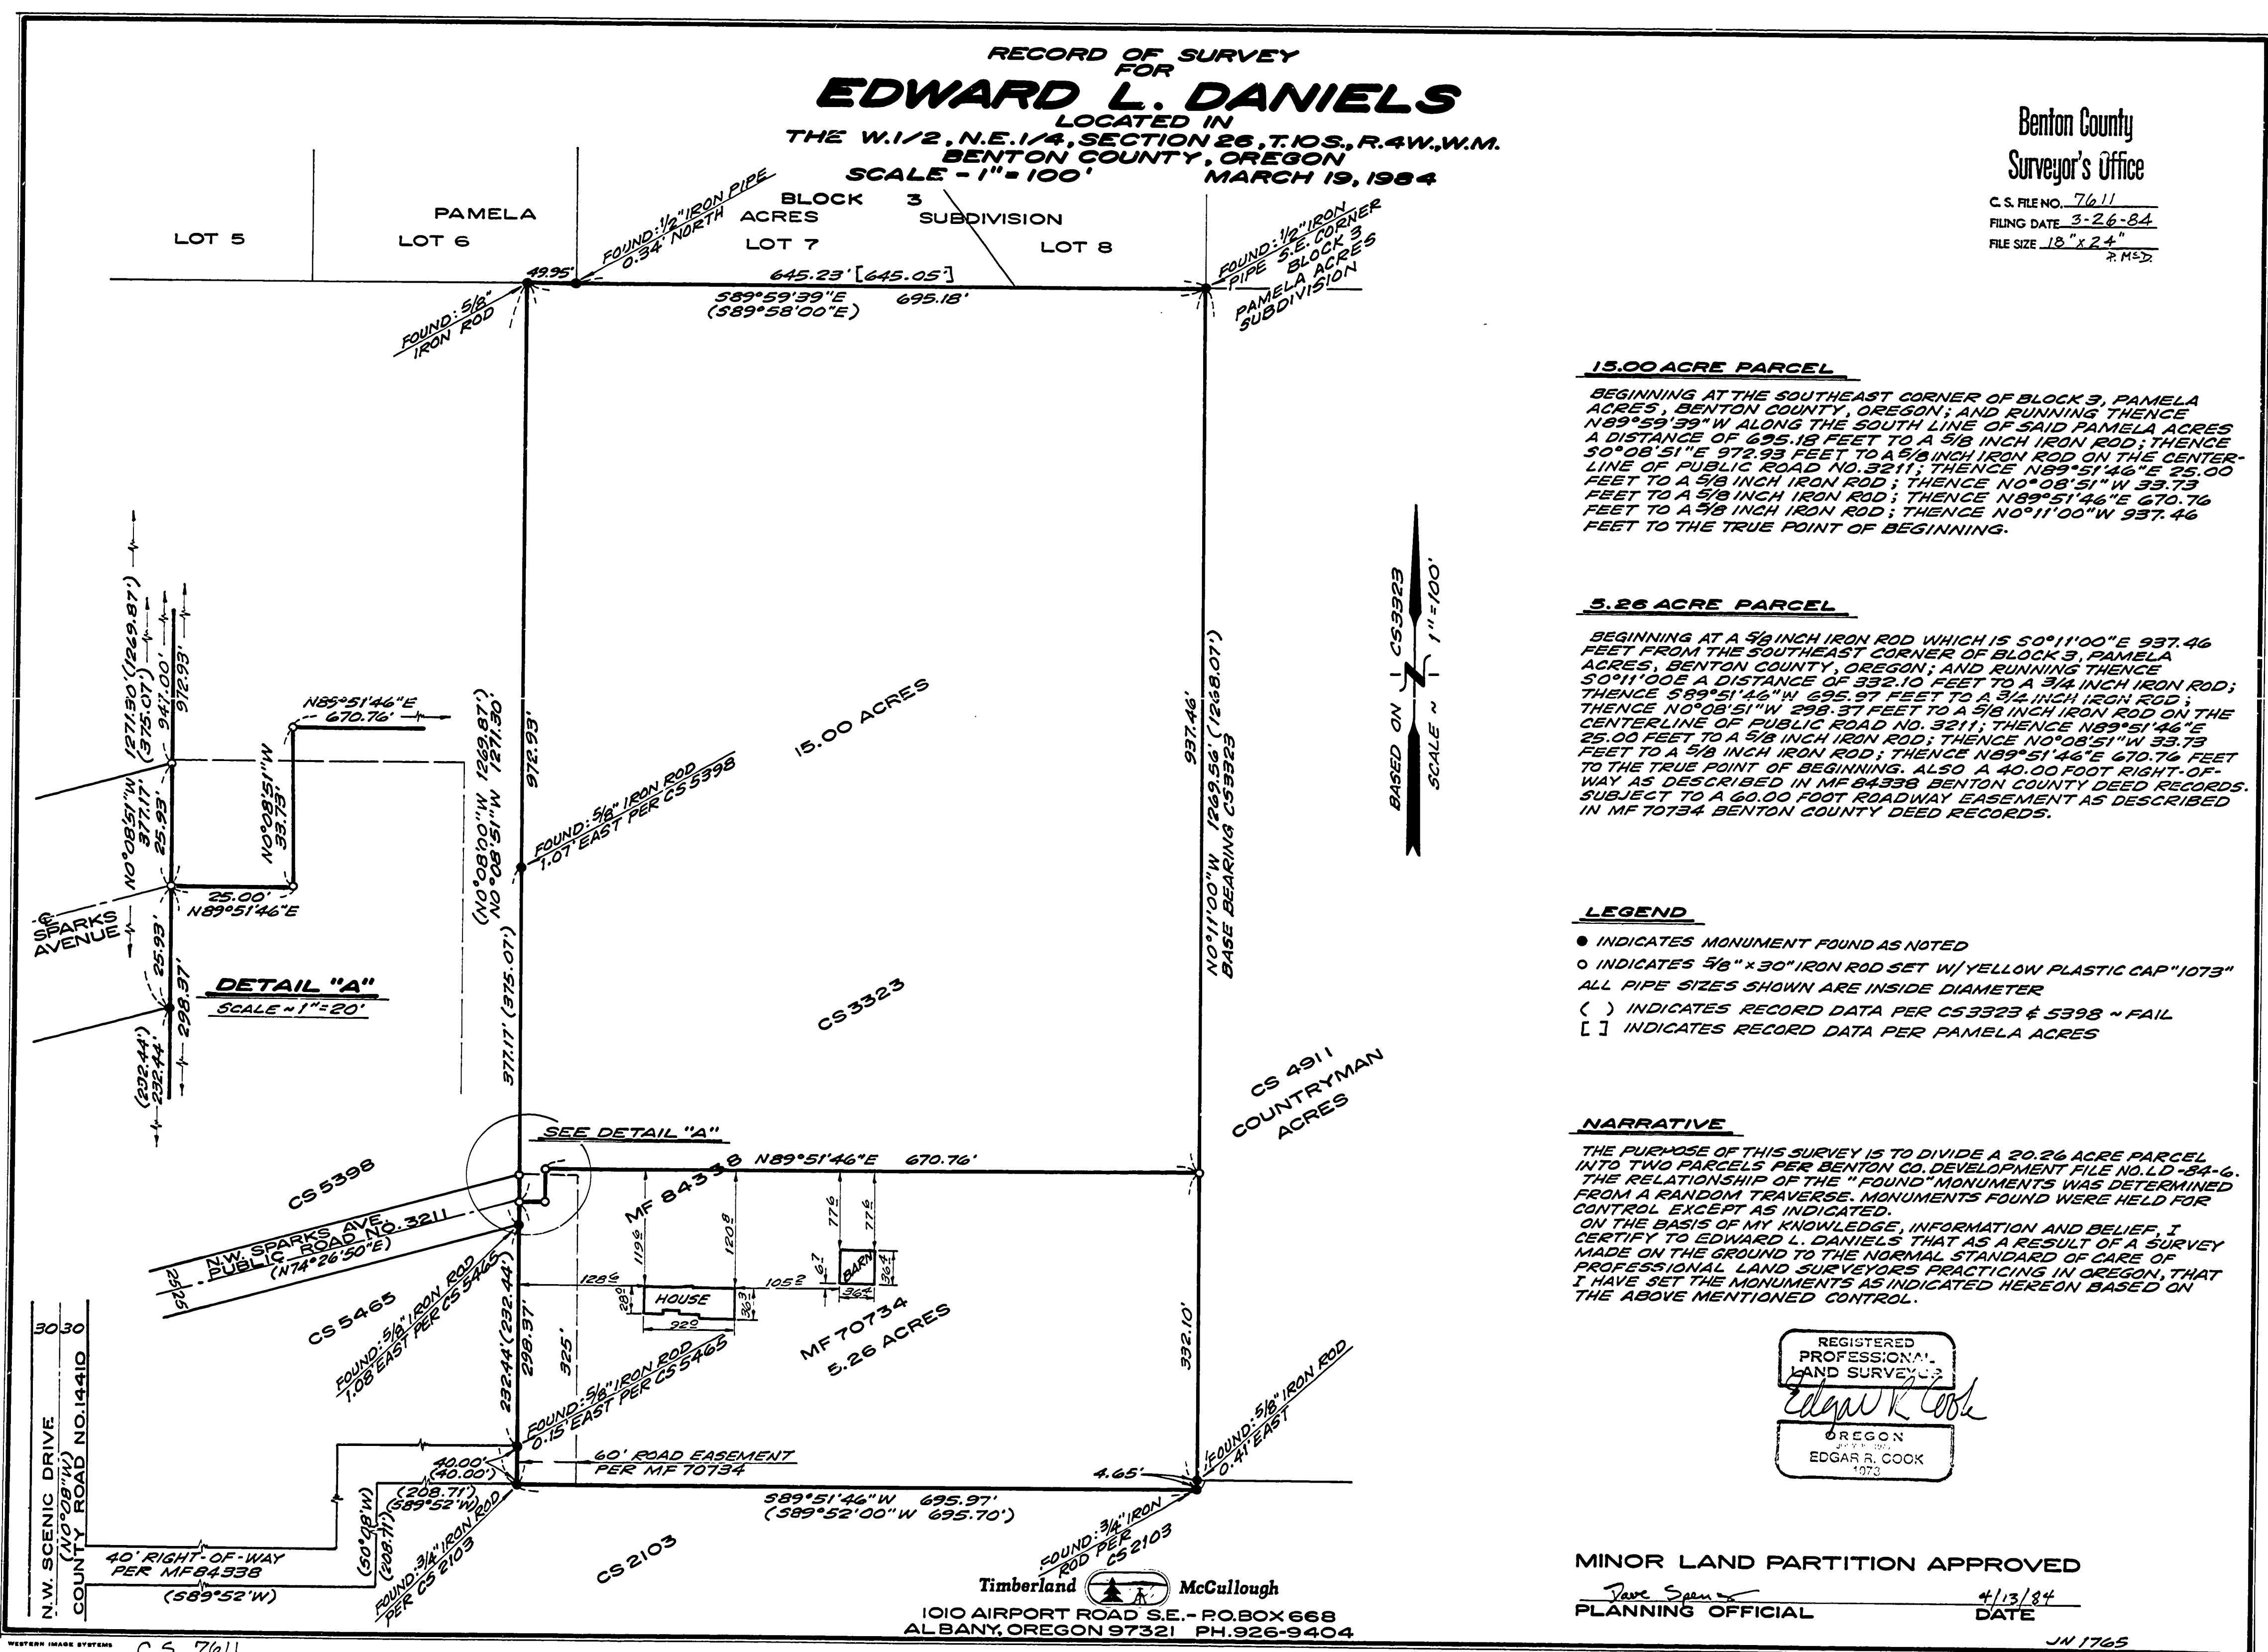 RECORD OF SURVEY
FOR
EDWARD L. DANIELS
LOCATED IN
THE W.1/2, N.E.1/4, SECTION 26, T.10S., R.4W., W.M.
BENTON COUNTY, OREGON
SCALE - 1"=100' MARCH 19, 1984
Benton County
Surveyor's Office
C. S. FILE NO. 7611
FILING DATE 3-26-84
FILE SIZE 18"x24"
P. McD.
BLOCK 3
PAMELA ACRES SUBDIVISION
LOT 5
LOT 6
LOT 7
LOT 8
FOUND: 1/2" IRON PIPE
0.34' NORTH
FOUND: 1/2" IRON
PIPE S.E. CORNER
BLOCK 3
PAMELA ACRES
SUBDIVISION
49.95'
645.23' [645.05']
S89°59'39"E 695.18'
(S89°58'00"E)
FOUND: 5/8"
IRON ROD
15.00 ACRE PARCEL
BEGINNING AT THE SOUTHEAST CORNER OF BLOCK 3, PAMELA
ACRES, BENTON COUNTY, OREGON; AND RUNNING THENCE
N89°59'39"W ALONG THE SOUTH LINE OF SAID PAMELA ACRES
A DISTANCE OF 695.18 FEET TO A 5/8 INCH IRON ROD; THENCE
S0°08'51"E 972.93 FEET TO A 5/8 INCH IRON ROD ON THE CENTER-
LINE OF PUBLIC ROAD NO. 3211; THENCE N89°51'46"E 25.00
FEET TO A 5/8 INCH IRON ROD; THENCE N0°08'51"W 33.73
FEET TO A 5/8 INCH IRON ROD; THENCE N89°51'46"E 670.76
FEET TO A 5/8 INCH IRON ROD; THENCE N0°11'00"W 937.46
FEET TO THE TRUE POINT OF BEGINNING.
5.26 ACRE PARCEL
BEGINNING AT A 5/8 INCH IRON ROD WHICH IS S0°11'00"E 937.46
FEET FROM THE SOUTHEAST CORNER OF BLOCK 3, PAMELA
ACRES, BENTON COUNTY, OREGON; AND RUNNING THENCE
S0°11'00E A DISTANCE OF 332.10 FEET TO A 3/4 INCH IRON ROD;
THENCE S89°51'46"W 695.97 FEET TO A 3/4 INCH IRON ROD;
THENCE N0°08'51"W 298.37 FEET TO A 5/8 INCH IRON ROD ON THE
CENTERLINE OF PUBLIC ROAD NO. 3211; THENCE N89°51'46"E
25.00 FEET TO A 5/8 INCH IRON ROD; THENCE N0°08'51"W 33.73
FEET TO A 5/8 INCH IRON ROD; THENCE N89°51'46"E 670.76 FEET
TO THE TRUE POINT OF BEGINNING. ALSO A 40.00 FOOT RIGHT-OF-
WAY AS DESCRIBED IN MF 84338 BENTON COUNTY DEED RECORDS.
SUBJECT TO A 60.00 FOOT ROADWAY EASEMENT AS DESCRIBED
IN MF 70734 BENTON COUNTY DEED RECORDS.
LEGEND
● INDICATES MONUMENT FOUND AS NOTED
○ INDICATES 5/8"x30" IRON ROD SET W/YELLOW PLASTIC CAP "1073"
ALL PIPE SIZES SHOWN ARE INSIDE DIAMETER
( ) INDICATES RECORD DATA PER CS3323 & 5398 ~ FAIL
[ ] INDICATES RECORD DATA PER PAMELA ACRES
NARRATIVE
THE PURPOSE OF THIS SURVEY IS TO DIVIDE A 20.26 ACRE PARCEL
INTO TWO PARCELS PER BENTON CO. DEVELOPMENT FILE NO. LD-84-6.
THE RELATIONSHIP OF THE "FOUND" MONUMENTS WAS DETERMINED
FROM A RANDOM TRAVERSE. MONUMENTS FOUND WERE HELD FOR
CONTROL EXCEPT AS INDICATED.
ON THE BASIS OF MY KNOWLEDGE, INFORMATION AND BELIEF, I
CERTIFY TO EDWARD L. DANIELS THAT AS A RESULT OF A SURVEY
MADE ON THE GROUND TO THE NORMAL STANDARD OF CARE OF
PROFESSIONAL LAND SURVEYORS PRACTICING IN OREGON, THAT
I HAVE SET THE MONUMENTS AS INDICATED HEREON BASED ON
THE ABOVE MENTIONED CONTROL.
REGISTERED
PROFESSIONAL
LAND SURVEYOR
Edgar R Cook
OREGON
EDGAR R. COOK
1073
MINOR LAND PARTITION APPROVED
Dave 4/13/84
PLANNING OFFICIAL DATE
JN 1765
N0°08'51"W 1271.30' (1269.87')
377.17' (375.07')
25.93' 947.00'
972.93'
N89°51'46"E
670.76'
N0°08'51"W
33.73'
25.00'
N89°51'46"E
℄
SPARKS
AVENUE
25.93'
298.37'
(232.44')
232.44'
DETAIL "A"
SCALE ~ 1"=20'
(N0°08'00"W 1269.87')
N0°08'51"W 1271.30'
972.93'
FOUND: 5/8" IRON ROD
1.07' EAST PER CS 5398
377.17' (375.07')
15.00 ACRES
CS 3323
937.46'
N0°11'00"W 1269.56' (1268.07')
BASE BEARING CS3323
BASED ON CS3323
N
SCALE ~ 1"=100'
CS 4911
COUNTRYMAN
ACRES
SEE DETAIL "A"
N89°51'46"E 670.76'
MF 84338
CS 5398
N.W. SPARKS AVE.
PUBLIC ROAD NO. 3211
(N74°26'50"E)
25 25
CS 5465
FOUND: 5/8" IRON ROD
1.08' EAST PER CS 5465
232.44' (232.44')
298.37'
325'
128⁶
119⁶
120⁸
28⁰
HOUSE
36³
92⁰
105²
77⁶
77⁶
6⁷
BARN
36⁴
36⁴
MF 70734
5.26 ACRES
332.10'
FOUND: 5/8" IRON ROD
0.15' EAST PER CS 5465
FOUND: 5/8" IRON ROD
0.41' EAST
60' ROAD EASEMENT
PER MF 70734
4.65'
40.00'
(40.00')
(208.71')
(S89°52'W)
S89°51'46"W 695.97'
(S89°52'00"W 695.70')
FOUND: 3/4" IRON
ROD PER
CS 2103
CS 2103
30 30
N.W. SCENIC DRIVE
(N0°08'W)
COUNTY ROAD NO. 14410
40' RIGHT-OF-WAY
PER MF84338
(S89°52'W)
(S0°08'W)
(208.71')
FOUND: 3/4" IRON ROD
PER CS 2103
Timberland McCullough
1010 AIRPORT ROAD S.E. - P.O. BOX 668
ALBANY, OREGON 97321 PH. 926-9404
WESTERN IMAGE SYSTEMS
C.S. 7611